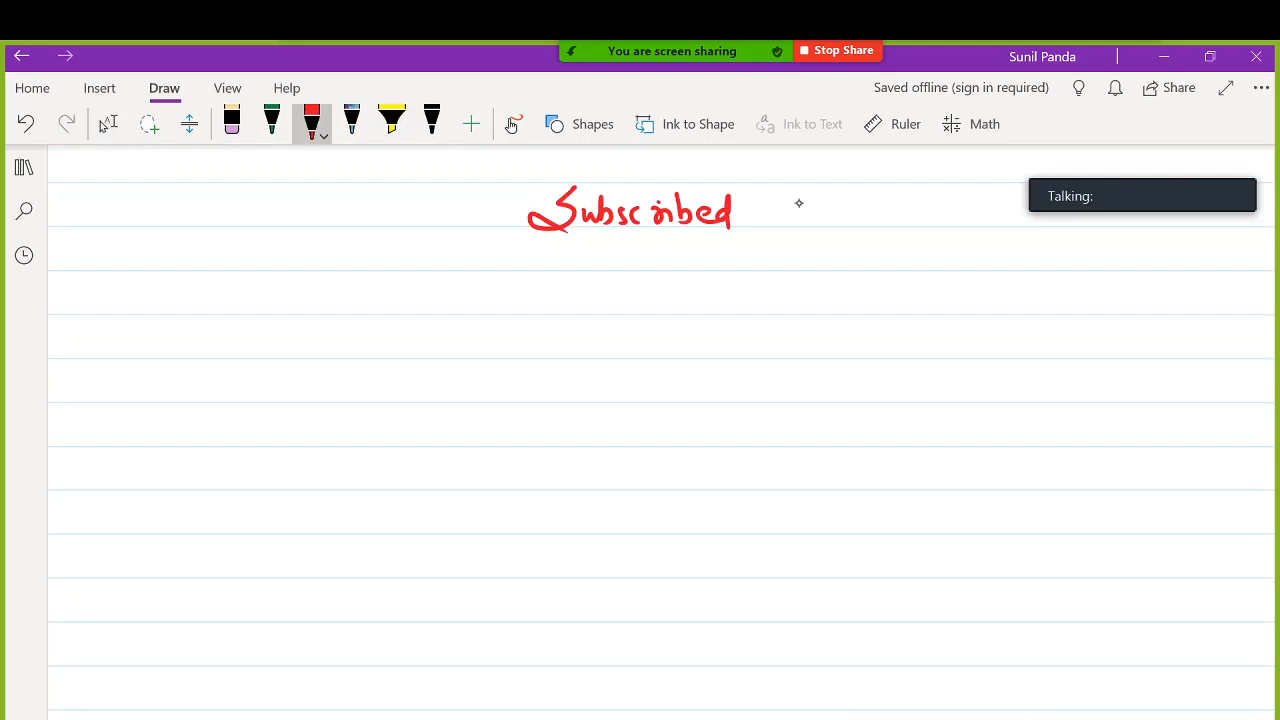 You are screen sharing Stop Share
Sunil Panda
Home Insert Draw View Help Saved offline (sign in required) Share
Shapes Ink to Shape Ink to Text Ruler Math
Talking:
Subscribed